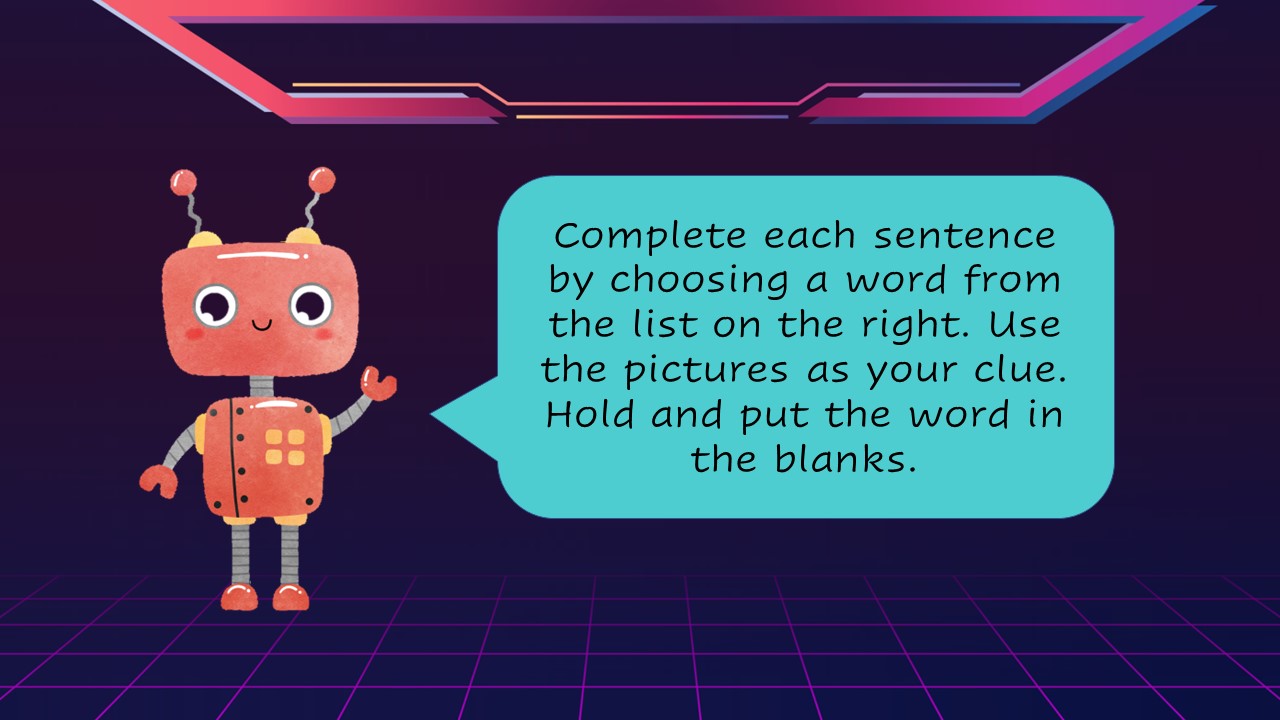 Complete each sentence
by choosing a word from
the list on the right. Use
the pictures as your clue.
Hold and put the word in
the blanks.